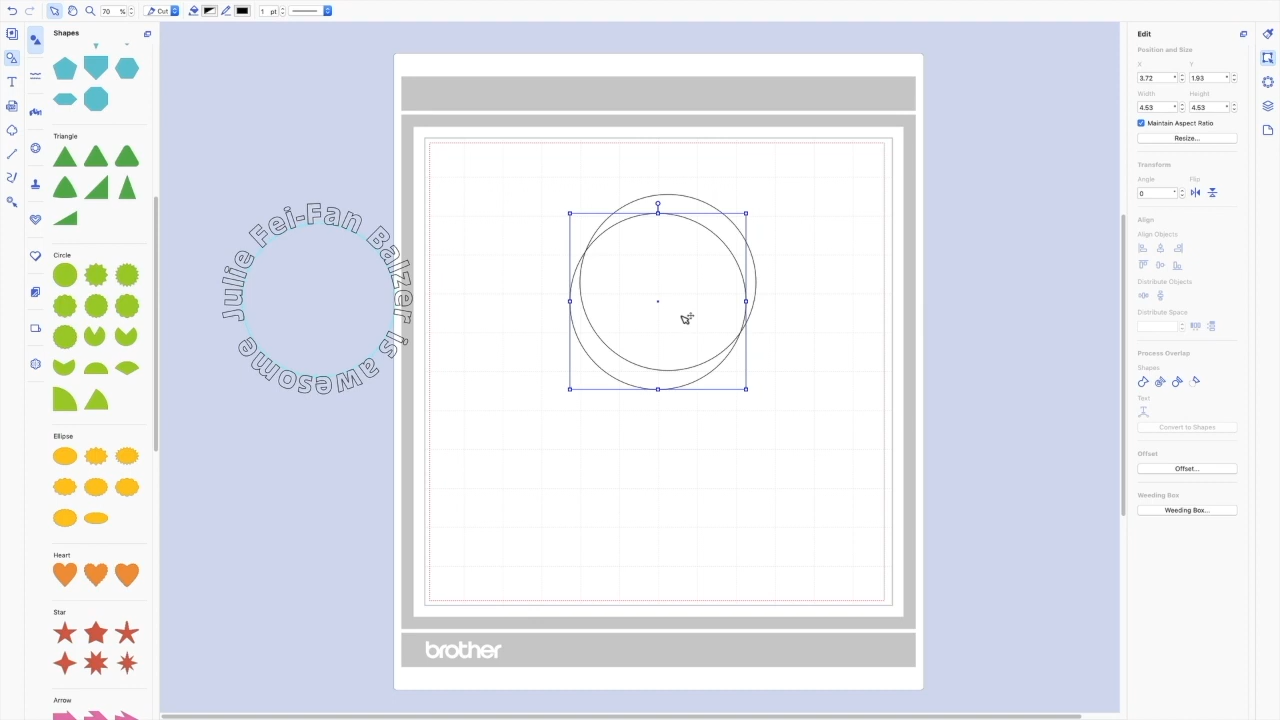 70 %
Cut
1 pt
Shapes
Triangle
Circle
Ellipse
Heart
Star
Arrow
Julie Fei-Fan Balzer is awesome
brother
Edit
Position and Size
X
Y
3.72
1.93
Width
Height
4.53
4.53
Maintain Aspect Ratio
Resize...
Transform
Angle
Flip
0
Align
Align Objects
Distribute Objects
Distribute Space
Process Overlap
Shapes
Text
Convert to Shapes
Offset
Offset...
Weeding Box
Weeding Box...